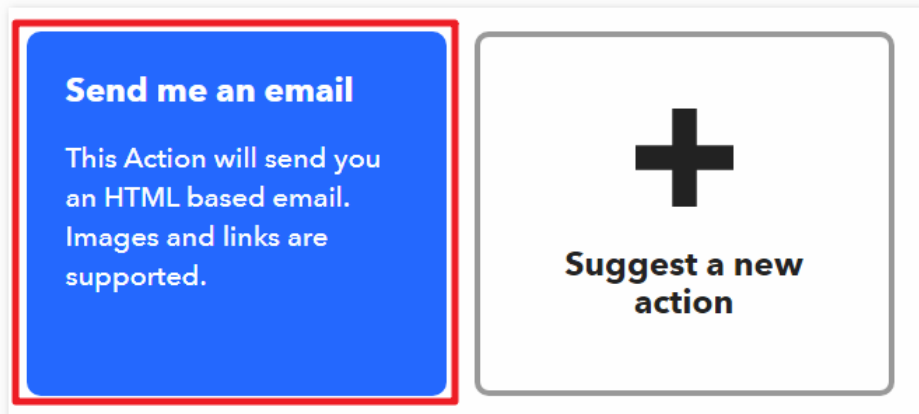 Send me an email
This Action will send you
an HTML based email.
Images and links are
supported.
Suggest a new
action